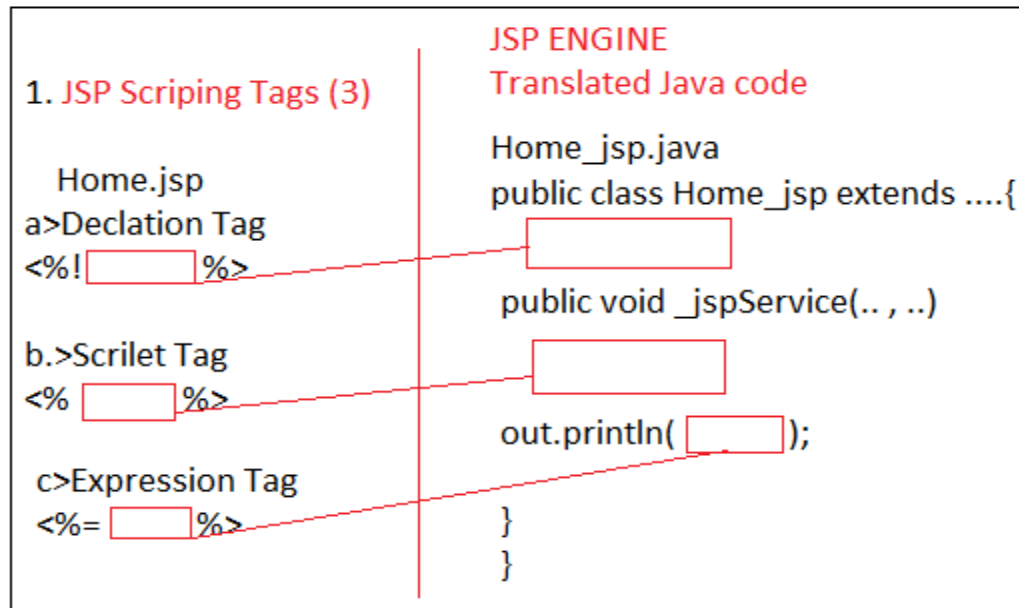 1. JSP Scriping Tags (3)
Home.jsp
a>Declation Tag
<%! %>
b.>Scrilet Tag
<% %>
c>Expression Tag
<%= %>
JSP ENGINE
Translated Java code
Home_jsp.java
public class Home_jsp extends ....{
public void _jspService(.. , ..)
out.println( );
}
}